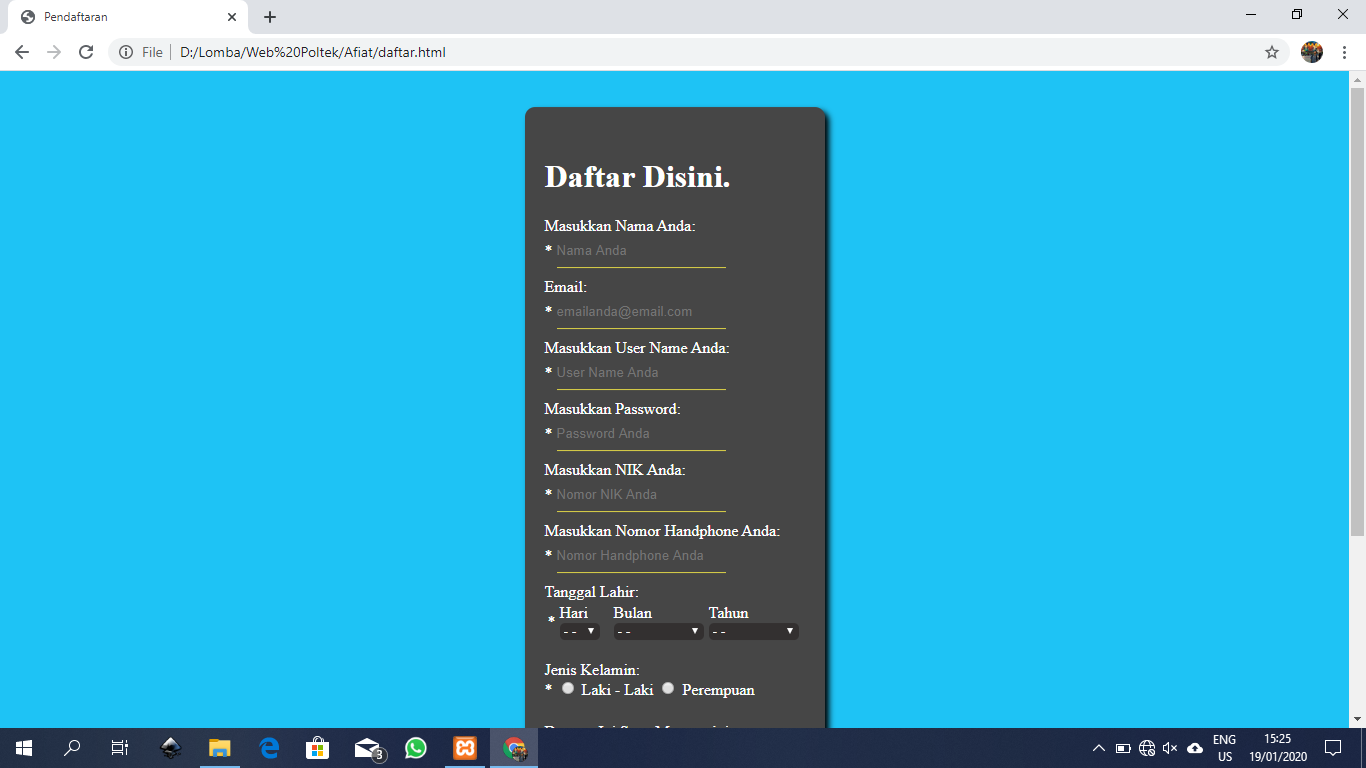 Pendaftaran
File
D:/Lomba/Web%20Poltek/Afiat/daftar.html
Daftar Disini.
Masukkan Nama Anda:
* Nama Anda
Email:
* emailanda@email.com
Masukkan User Name Anda:
* User Name Anda
Masukkan Password:
* Password Anda
Masukkan NIK Anda:
* Nomor NIK Anda
Masukkan Nomor Handphone Anda:
* Nomor Handphone Anda
Tanggal Lahir:
* Hari Bulan Tahun
- - - - - -
Jenis Kelamin:
* Laki - Laki Perempuan
3
ENG
US
15:25
19/01/2020